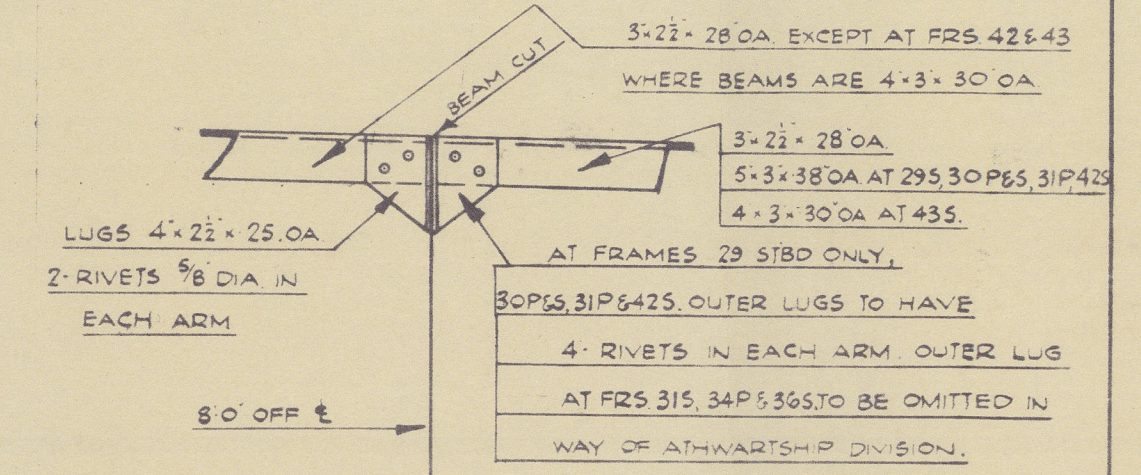 3"×2½"×·28"OA. EXCEPT AT FRS. 42&43
WHERE BEAMS ARE 4"×3"×·30"OA.
BEAM CUT
3"×2½"×·28"OA.
5"×3"×·38"OA. AT 29S, 30P&S, 31P, 42S
4"×3"×·30"OA AT 43S.
LUGS 4"×2½"×·25"OA.
2-RIVETS 5/8" DIA. IN
EACH ARM
AT FRAMES 29 STBD ONLY,
30P&S, 31P&42S. OUTER LUGS TO HAVE
4- RIVETS IN EACH ARM. OUTER LUG
AT FRS. 31S, 34P & 36S, TO BE OMITTED IN
WAY OF ATHWARTSHIP DIVISION.
8'·0" OFF ℄